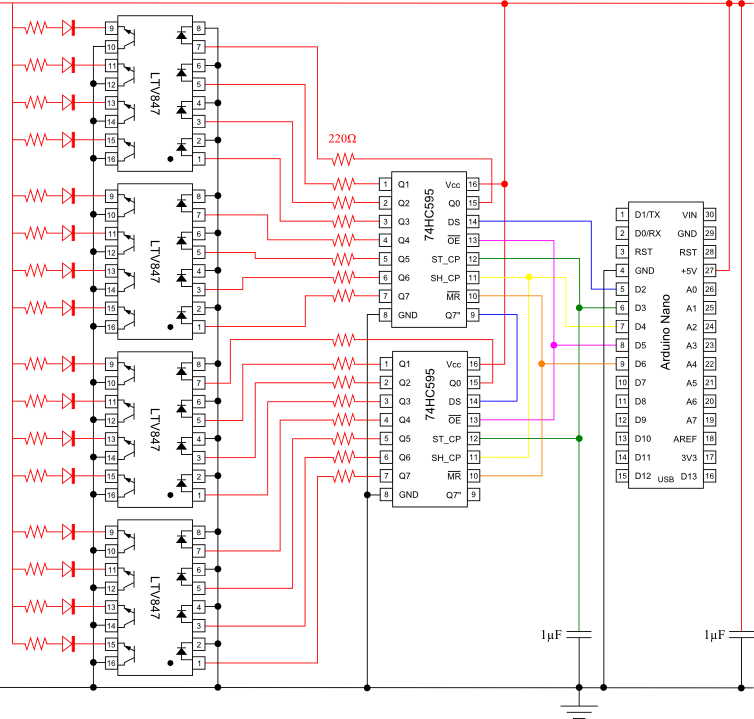 9 8
10 7
11 6
12 5
13 4
14 3
15 2
16 1
LTV847
9 8
10 7
11 6
12 5
13 4
14 3
15 2
16 1
LTV847
9 8
10 7
11 6
12 5
13 4
14 3
15 2
16 1
LTV847
9 8
10 7
11 6
12 5
13 4
14 3
15 2
16 1
LTV847
220Ω
74HC595
1 Q1 Vcc 16
2 Q2 Q0 15
3 Q3 DS 14
4 Q4 OE 13
5 Q5 ST_CP 12
6 Q6 SH_CP 11
7 Q7 MR 10
8 GND Q7" 9
74HC595
1 Q1 Vcc 16
2 Q2 Q0 15
3 Q3 DS 14
4 Q4 OE 13
5 Q5 ST_CP 12
6 Q6 SH_CP 11
7 Q7 MR 10
8 GND Q7" 9
Arduino Nano
1 D1/TX VIN 30
2 D0/RX GND 29
3 RST RST 28
4 GND +5V 27
5 D2 A0 26
6 D3 A1 25
7 D4 A2 24
8 D5 A3 23
9 D6 A4 22
10 D7 A5 21
11 D8 A6 20
12 D9 A7 19
13 D10 AREF 18
14 D11 3V3 17
15 D12 USB D13 16
1µF
1µF